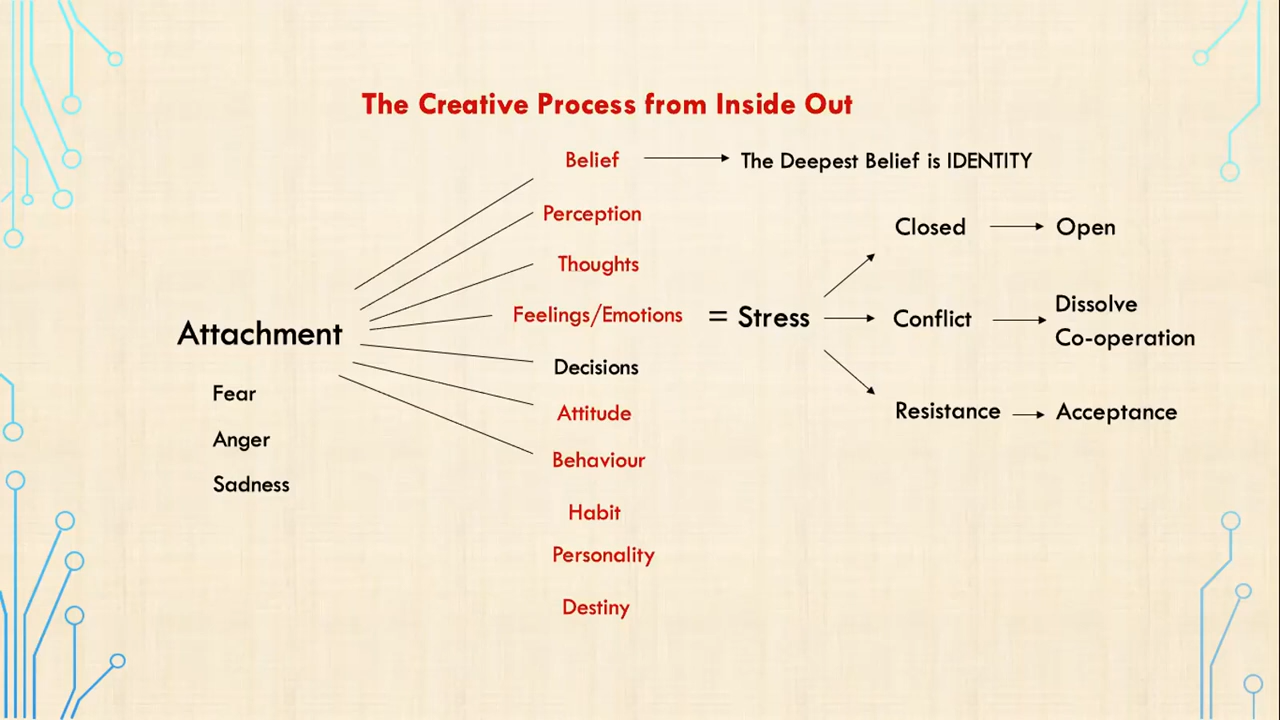 The Creative Process from Inside Out
Belief
The Deepest Belief is IDENTITY
Perception
Thoughts
Feelings/Emotions
Decisions
Attitude
Behaviour
Habit
Personality
Destiny
Attachment
Fear
Anger
Sadness
= Stress
Closed
Open
Conflict
Dissolve
Co-operation
Resistance
Acceptance